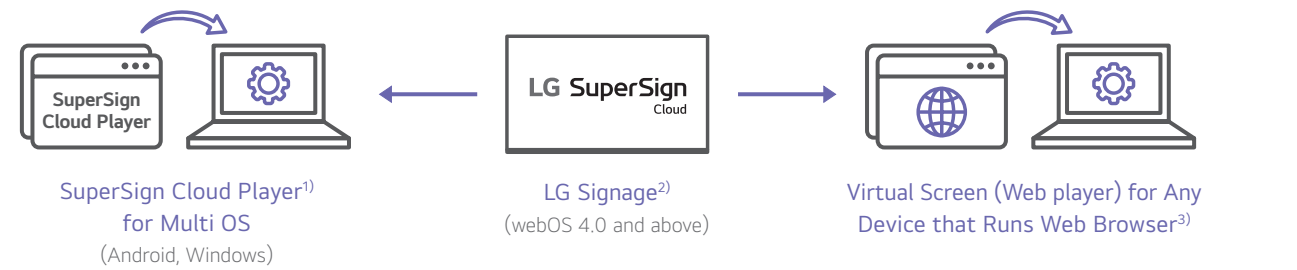 SuperSign
Cloud Player
LG SuperSign
Cloud
SuperSign Cloud Player1)
for Multi OS
(Android, Windows)
LG Signage2)
(webOS 4.0 and above)
Virtual Screen (Web player) for Any
Device that Runs Web Browser3)